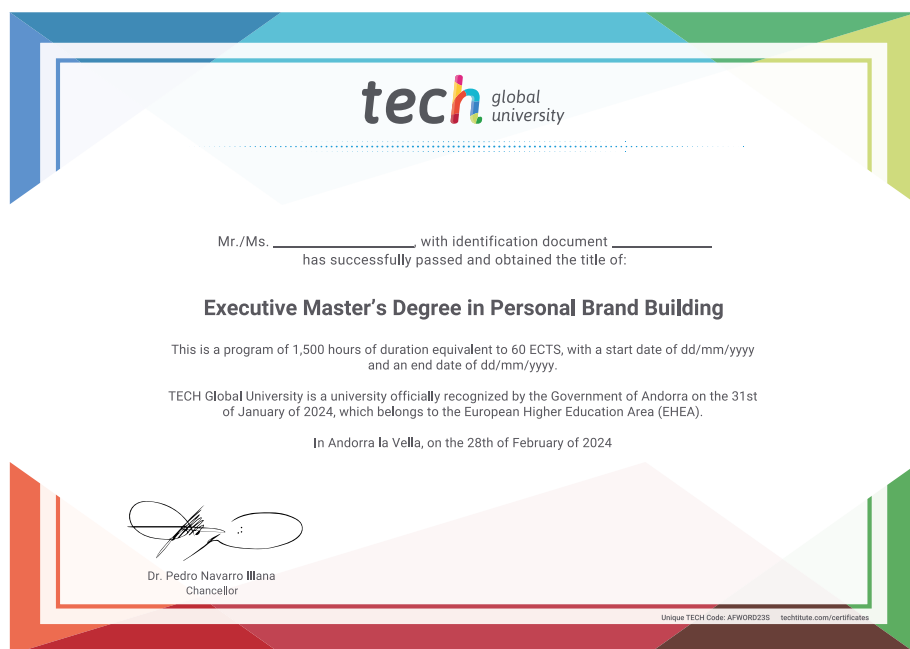 tech global
university
Mr./Ms. ____________________, with identification document ______________
has successfully passed and obtained the title of:
Executive Master’s Degree in Personal Brand Building
This is a program of 1,500 hours of duration equivalent to 60 ECTS, with a start date of dd/mm/yyyy
and an end date of dd/mm/yyyy.
TECH Global University is a university officially recognized by the Government of Andorra on the 31st
of January of 2024, which belongs to the European Higher Education Area (EHEA).
In Andorra la Vella, on the 28th of February of 2024
Dr. Pedro Navarro Illana
Chancellor
Unique TECH Code: AFWORD23S techtitute.com/certificates